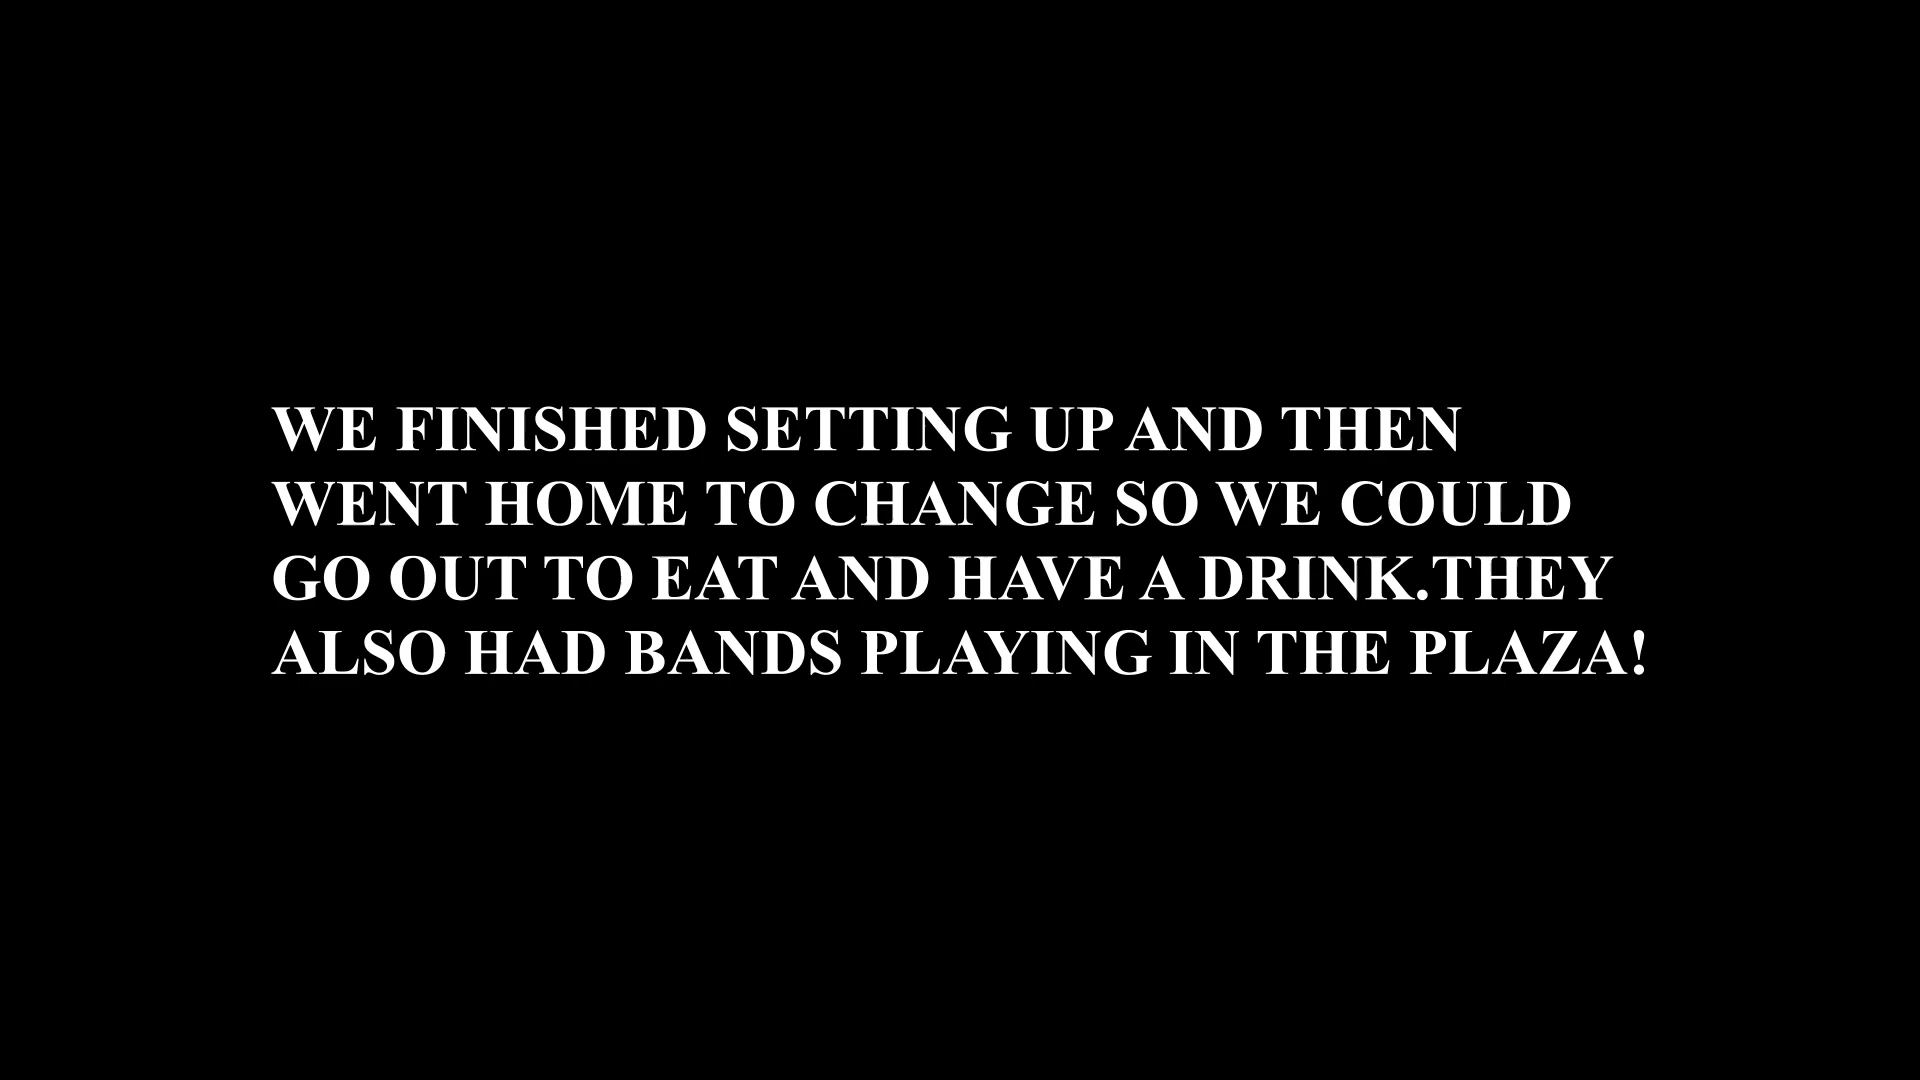 WE FINISHED SETTING UP AND THEN
WENT HOME TO CHANGE SO WE COULD
GO OUT TO EAT AND HAVE A DRINK.THEY
ALSO HAD BANDS PLAYING IN THE PLAZA!